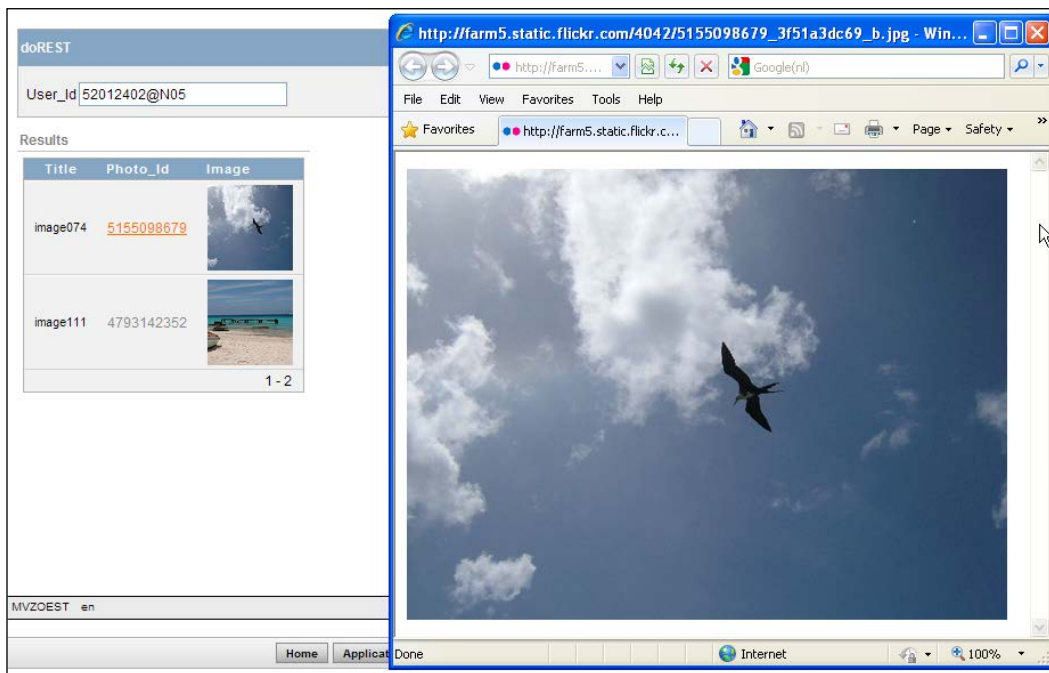 doREST
User_Id 52012402@N05
Results
Title Photo_Id Image
image074 5155098679
image111 4793142352
1 - 2
MVZOEST en
Home Applicat
http://farm5.static.flickr.com/4042/5155098679_3f51a3dc69_b.jpg - Win...
http://farm5.... Google(nl)
File Edit View Favorites Tools Help
Favorites http://farm5.static.flickr.c... Page Safety »
Done Internet 100%